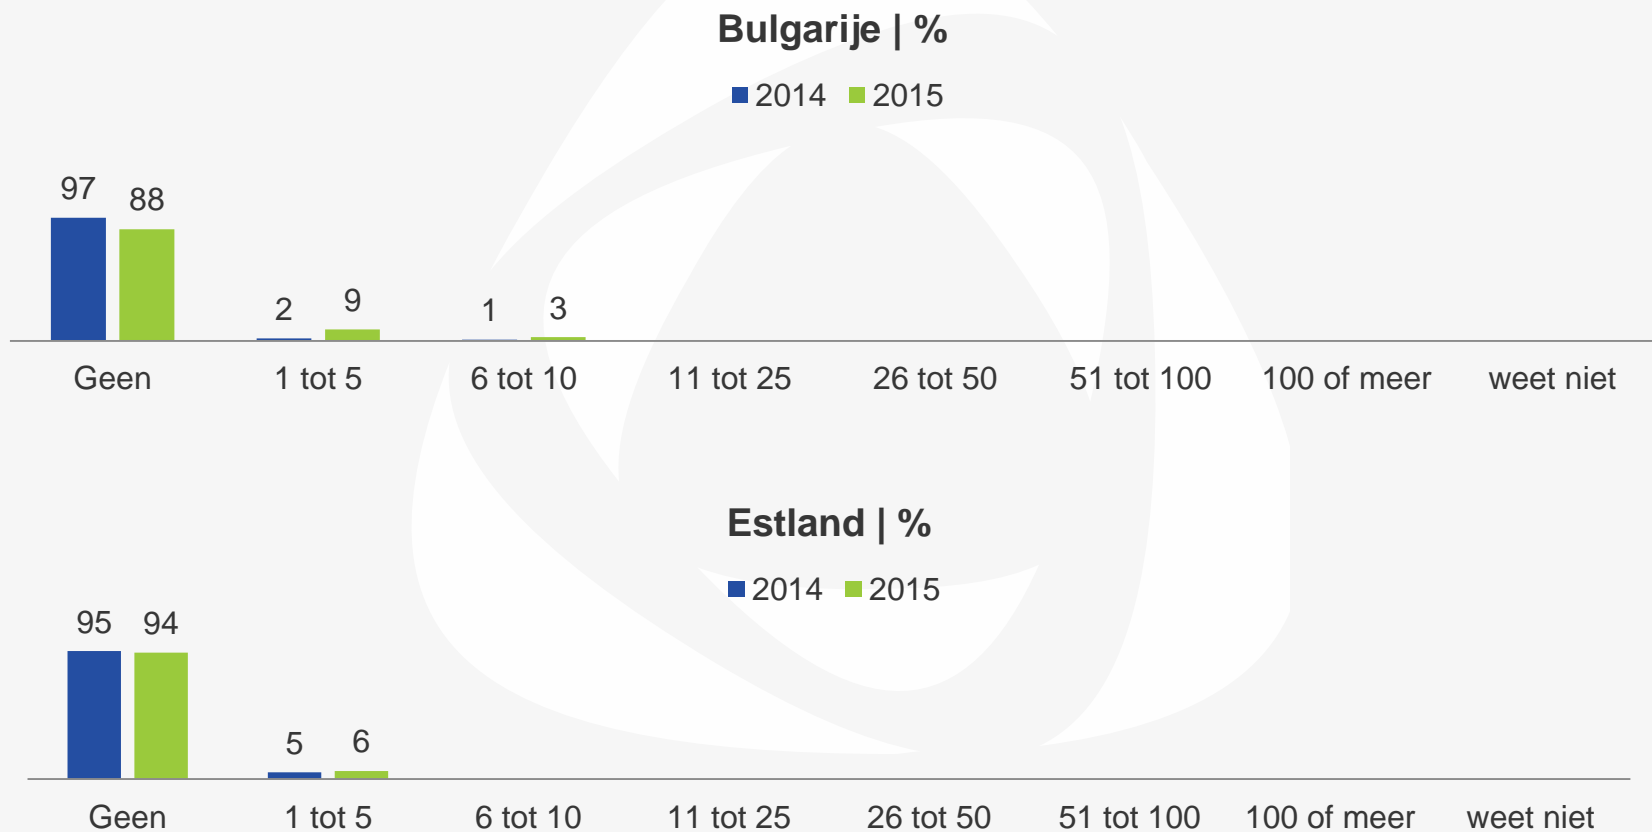 Bulgarije | %
2014 2015
97 88 2 9 1 3
Geen 1 tot 5 6 tot 10 11 tot 25 26 tot 50 51 tot 100 100 of meer weet niet
Estland | %
2014 2015
95 94 5 6
Geen 1 tot 5 6 tot 10 11 tot 25 26 tot 50 51 tot 100 100 of meer weet niet